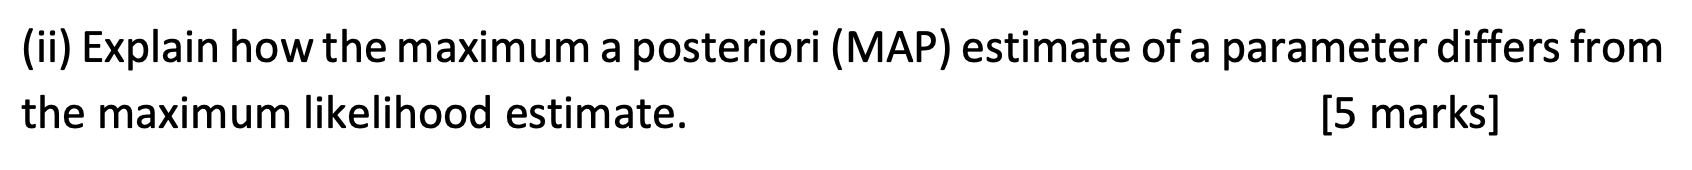 (ii) Explain how the maximum a posteriori (MAP) estimate of a parameter differs from
the maximum likelihood estimate. [5 marks]